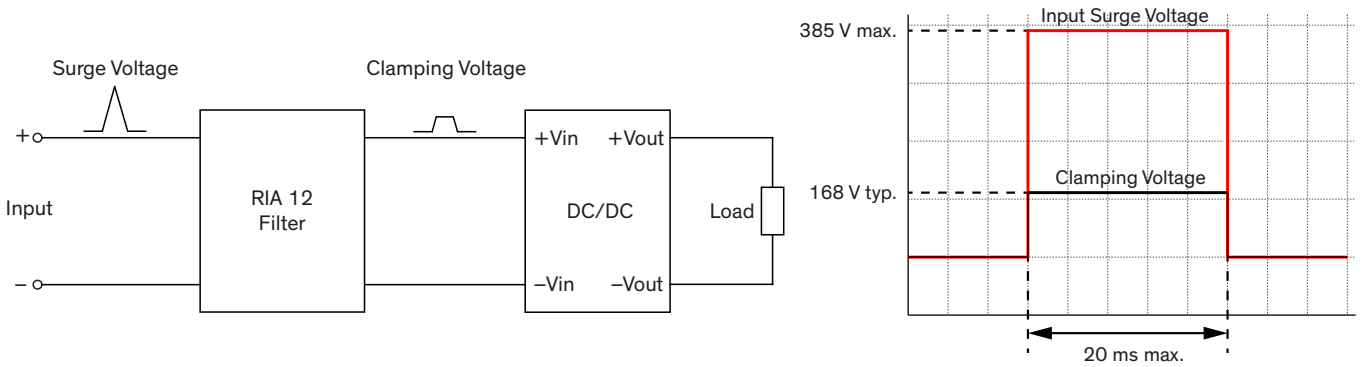 Surge Voltage
Clamping Voltage
+
Input
−
RIA 12
Filter
+Vin
+Vout
DC/DC
−Vin
−Vout
Load
385 V max.
Input Surge Voltage
168 V typ.
Clamping Voltage
20 ms max.